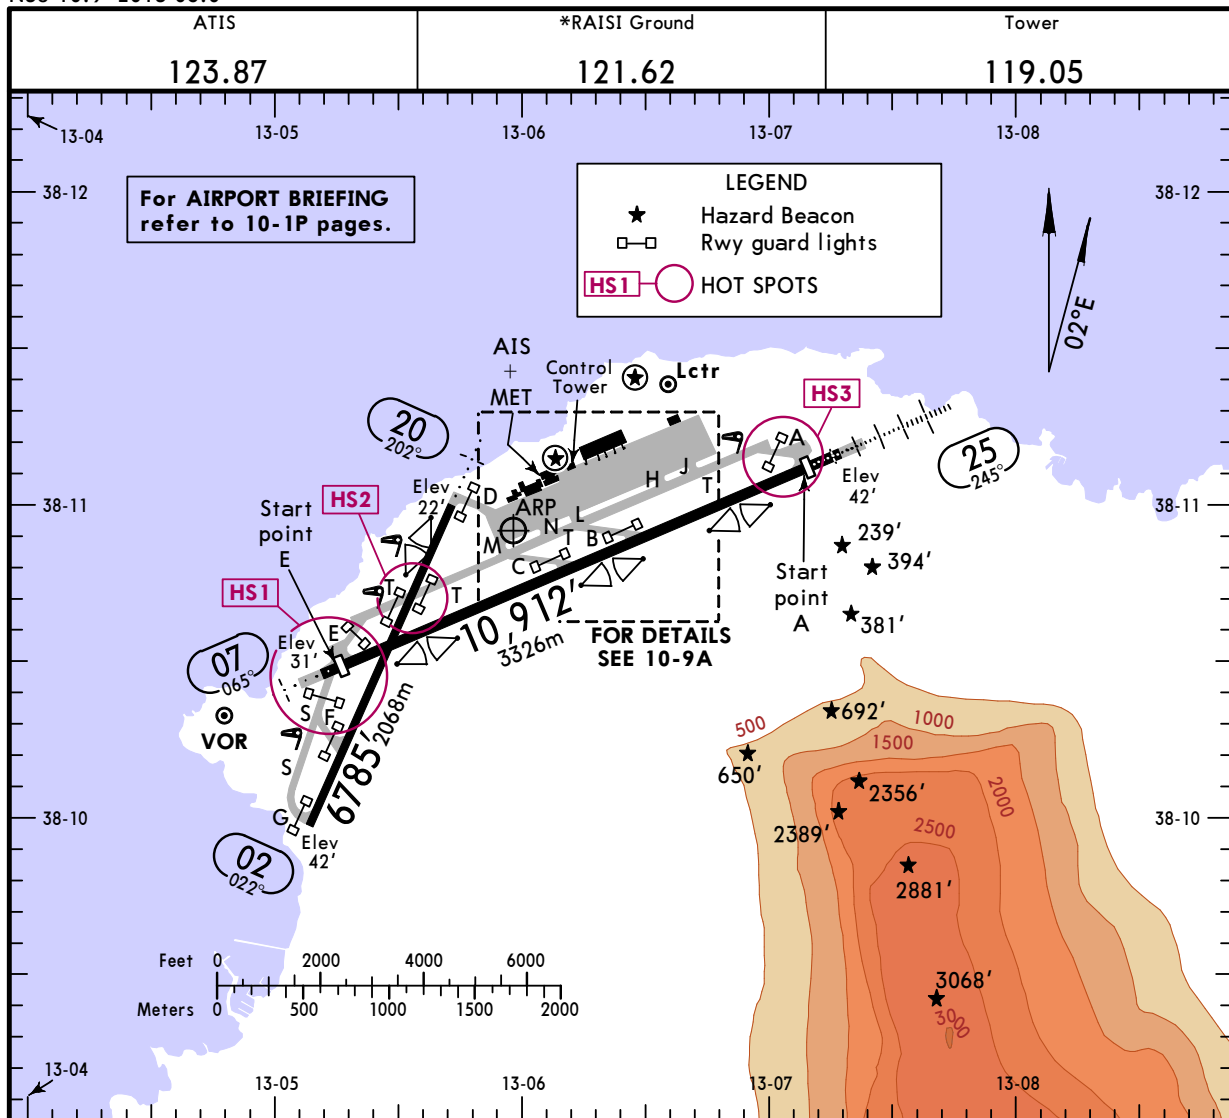 ATIS
*RAISI Ground
Tower
123.87
121.62
119.05
13-04
13-05
13-06
13-07
13-08
38-12
38-12
For AIRPORT BRIEFING
refer to 10-1P pages.
LEGEND
Hazard Beacon
Rwy guard lights
HS1
HOT SPOTS
02°E
AIS
+
MET
Control
Tower
Lctr
HS3
20
202°
A
25
245°
Elev
42'
J
H
T
HS2
Elev
22'
D
38-11
38-11
ARP
L
N
T
B
M
C
Start
point
E
239'
394'
Start
point
A
381'
HS1
T
T
E
10,912'
3326m
FOR DETAILS
SEE 10-9A
Elev
31'
07
065°
S
F
VOR
S
2068m
6785'
692'
500
1000
1500
650'
2356'
2000
G
Elev
42'
38-10
38-10
2389'
2500
02
022°
2881'
Feet
0
2000
4000
6000
Meters
0
500
1000
1500
2000
3068'
3000
13-04
13-05
13-06
13-07
13-08